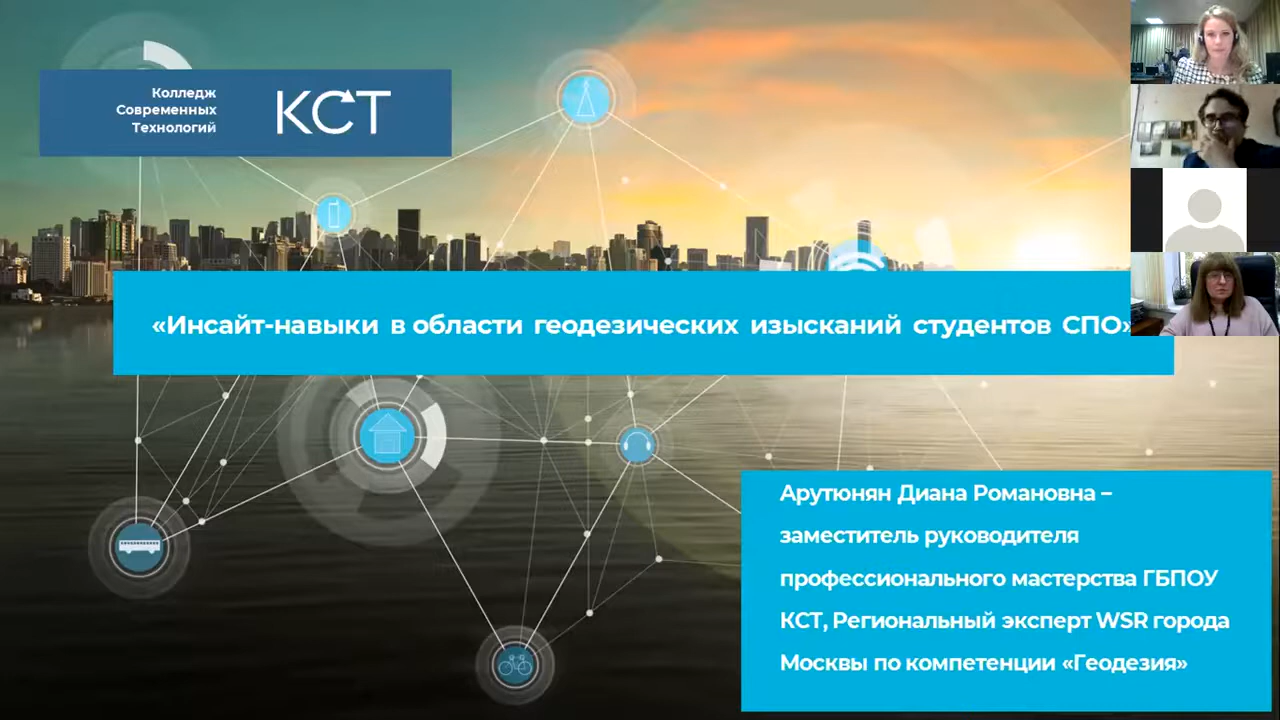 Колледж
Современных
Технологий
КСТ
«Инсайт-навыки в области геодезических изысканий студентов СПО»
Арутюнян Диана Романовна –
заместитель руководителя
профессионального мастерства ГБПОУ
КСТ, Региональный эксперт WSR города
Москвы по компетенции «Геодезия»